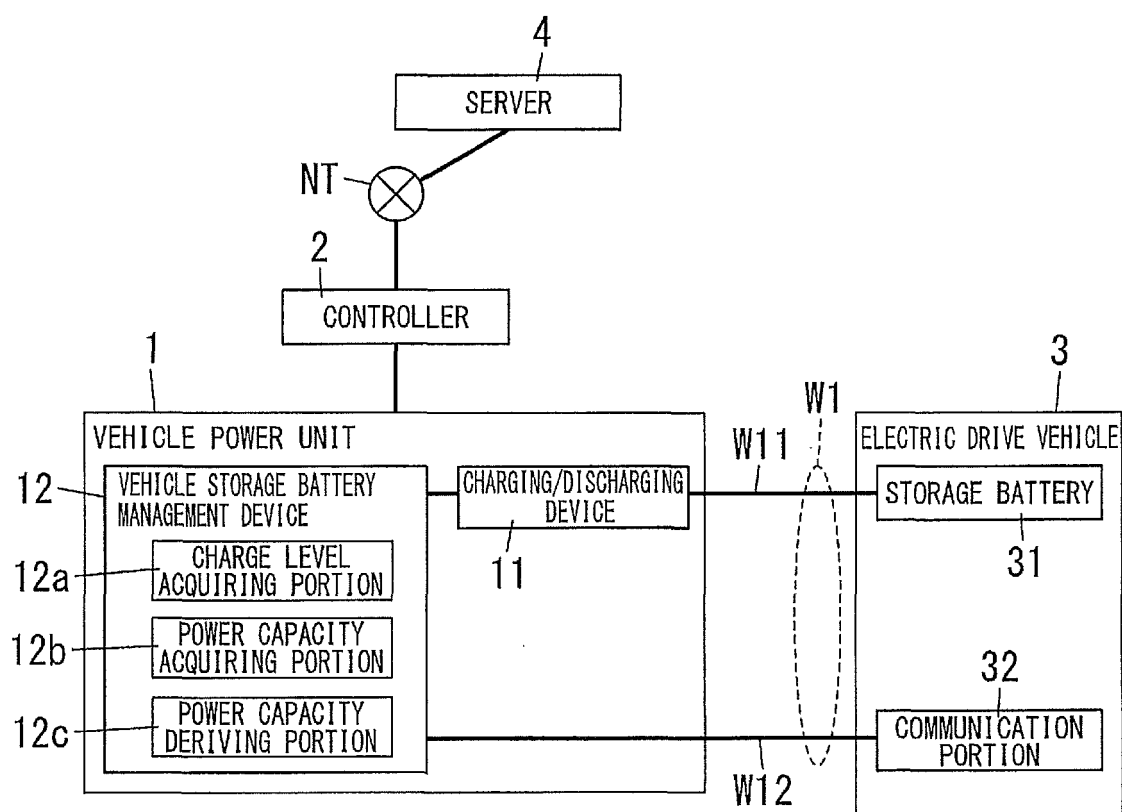 4
SERVER
NT
2
CONTROLLER
1
3
W1
VEHICLE POWER UNIT
W11
ELECTRIC DRIVE VEHICLE
12
VEHICLE STORAGE BATTERY
MANAGEMENT DEVICE
CHARGING/DISCHARGING
DEVICE
11
STORAGE BATTERY
31
12a
CHARGE LEVEL
ACQUIRING PORTION
12b
POWER CAPACITY
ACQUIRING PORTION
32
12c
POWER CAPACITY
DERIVING PORTION
COMMUNICATION
PORTION
W12